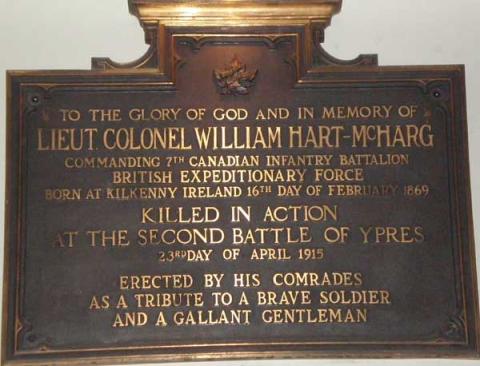 TO THE GLORY OF GOD AND IN MEMORY OF
LIEUT. COLONEL WILLIAM HART-MCHARG
COMMANDING 7TH CANADIAN INFANTRY BATTALION
BRITISH EXPEDITIONARY FORCE
BORN AT KILKENNY IRELAND 16TH DAY OF FEBRUARY 1869
KILLED IN ACTION
AT THE SECOND BATTLE OF YPRES
23RD DAY OF APRIL 1915
ERECTED BY HIS COMRADES
AS A TRIBUTE TO A BRAVE SOLDIER
AND A GALLANT GENTLEMAN